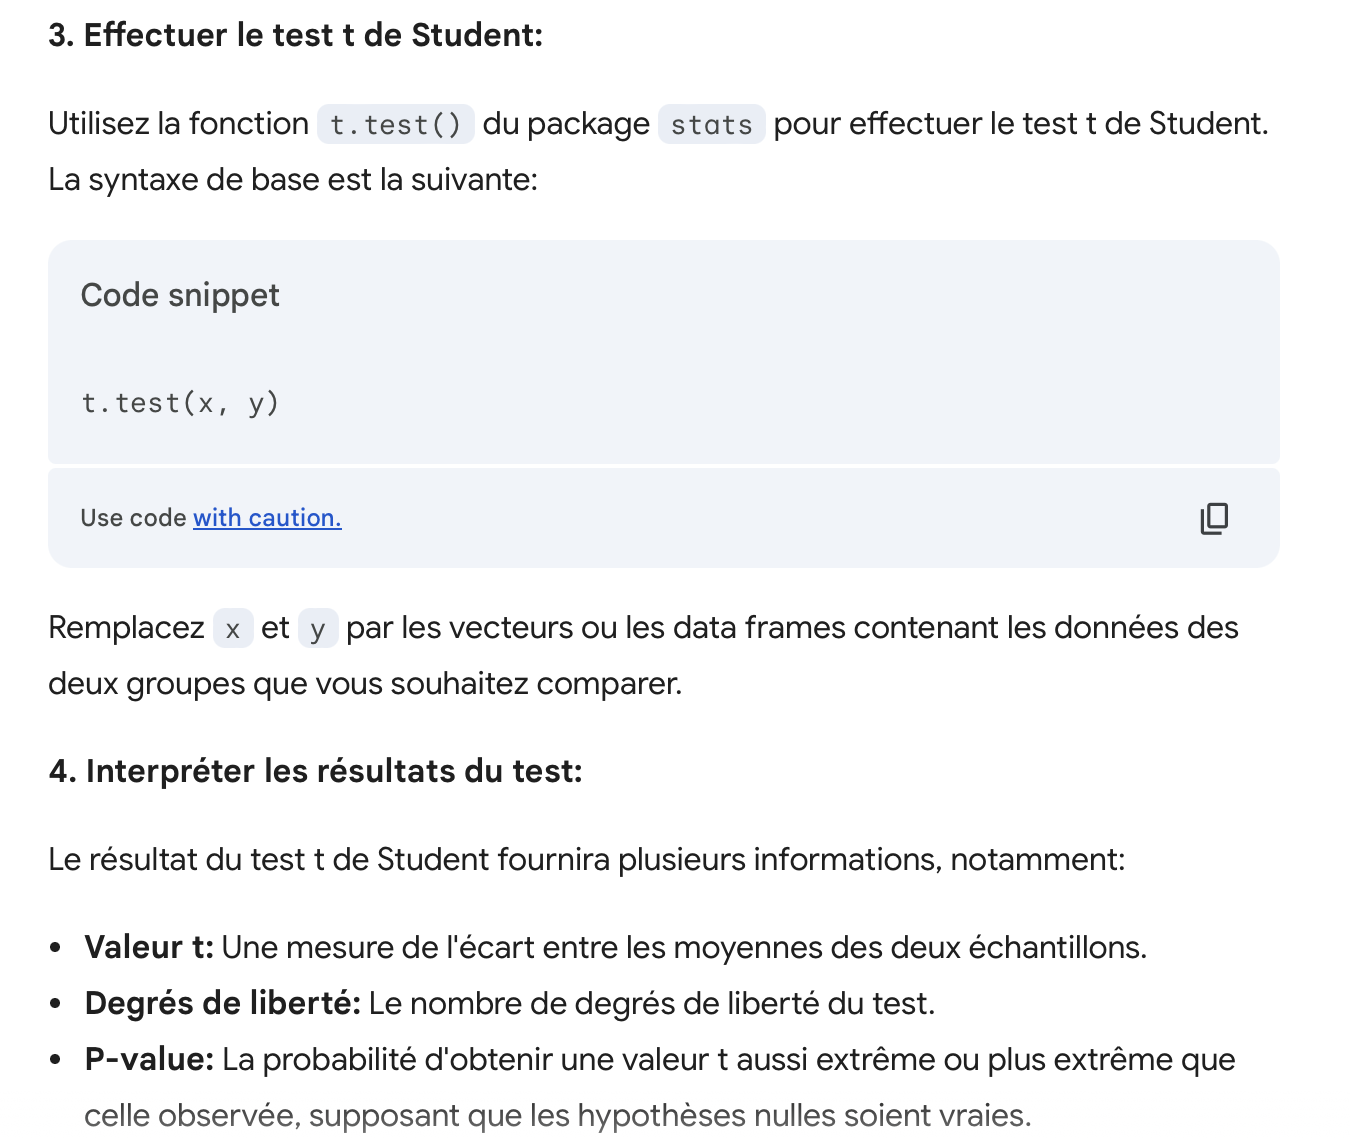 3. Effectuer le test t de Student:
Utilisez la fonction t.test() du package stats pour effectuer le test t de Student.
La syntaxe de base est la suivante:
Code snippet
t.test(x, y)
Use code with caution.
Remplacez x et y par les vecteurs ou les data frames contenant les données des
deux groupes que vous souhaitez comparer.
4. Interpréter les résultats du test:
Le résultat du test t de Student fournira plusieurs informations, notamment:
• Valeur t: Une mesure de l'écart entre les moyennes des deux échantillons.
• Degrés de liberté: Le nombre de degrés de liberté du test.
• P-value: La probabilité d'obtenir une valeur t aussi extrême ou plus extrême que
celle observée, supposant que les hypothèses nulles soient vraies.